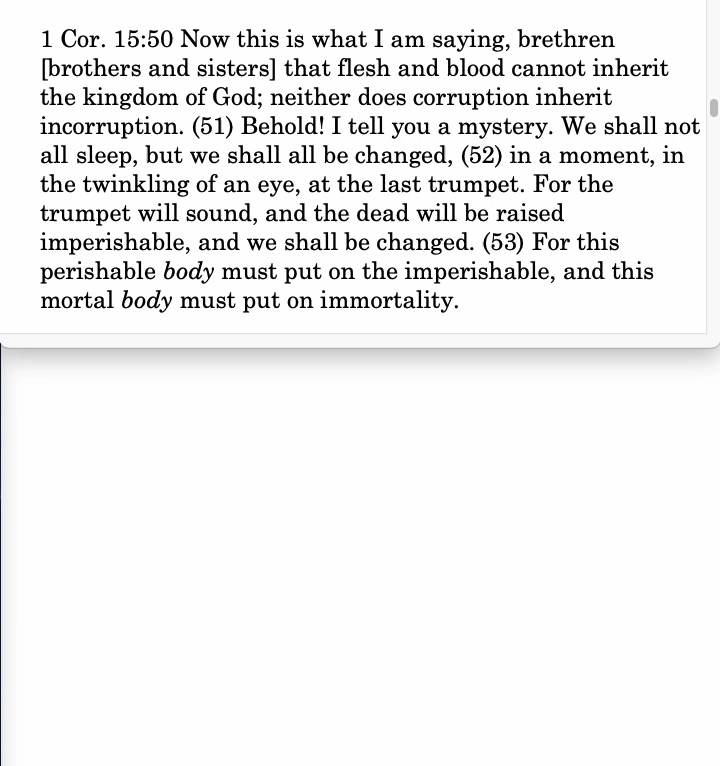 1 Cor. 15:50 Now this is what I am saying, brethren
[brothers and sisters] that flesh and blood cannot inherit
the kingdom of God; neither does corruption inherit
incorruption. (51) Behold! I tell you a mystery. We shall not
all sleep, but we shall all be changed, (52) in a moment, in
the twinkling of an eye, at the last trumpet. For the
trumpet will sound, and the dead will be raised
imperishable, and we shall be changed. (53) For this
perishable body must put on the imperishable, and this
mortal body must put on immortality.